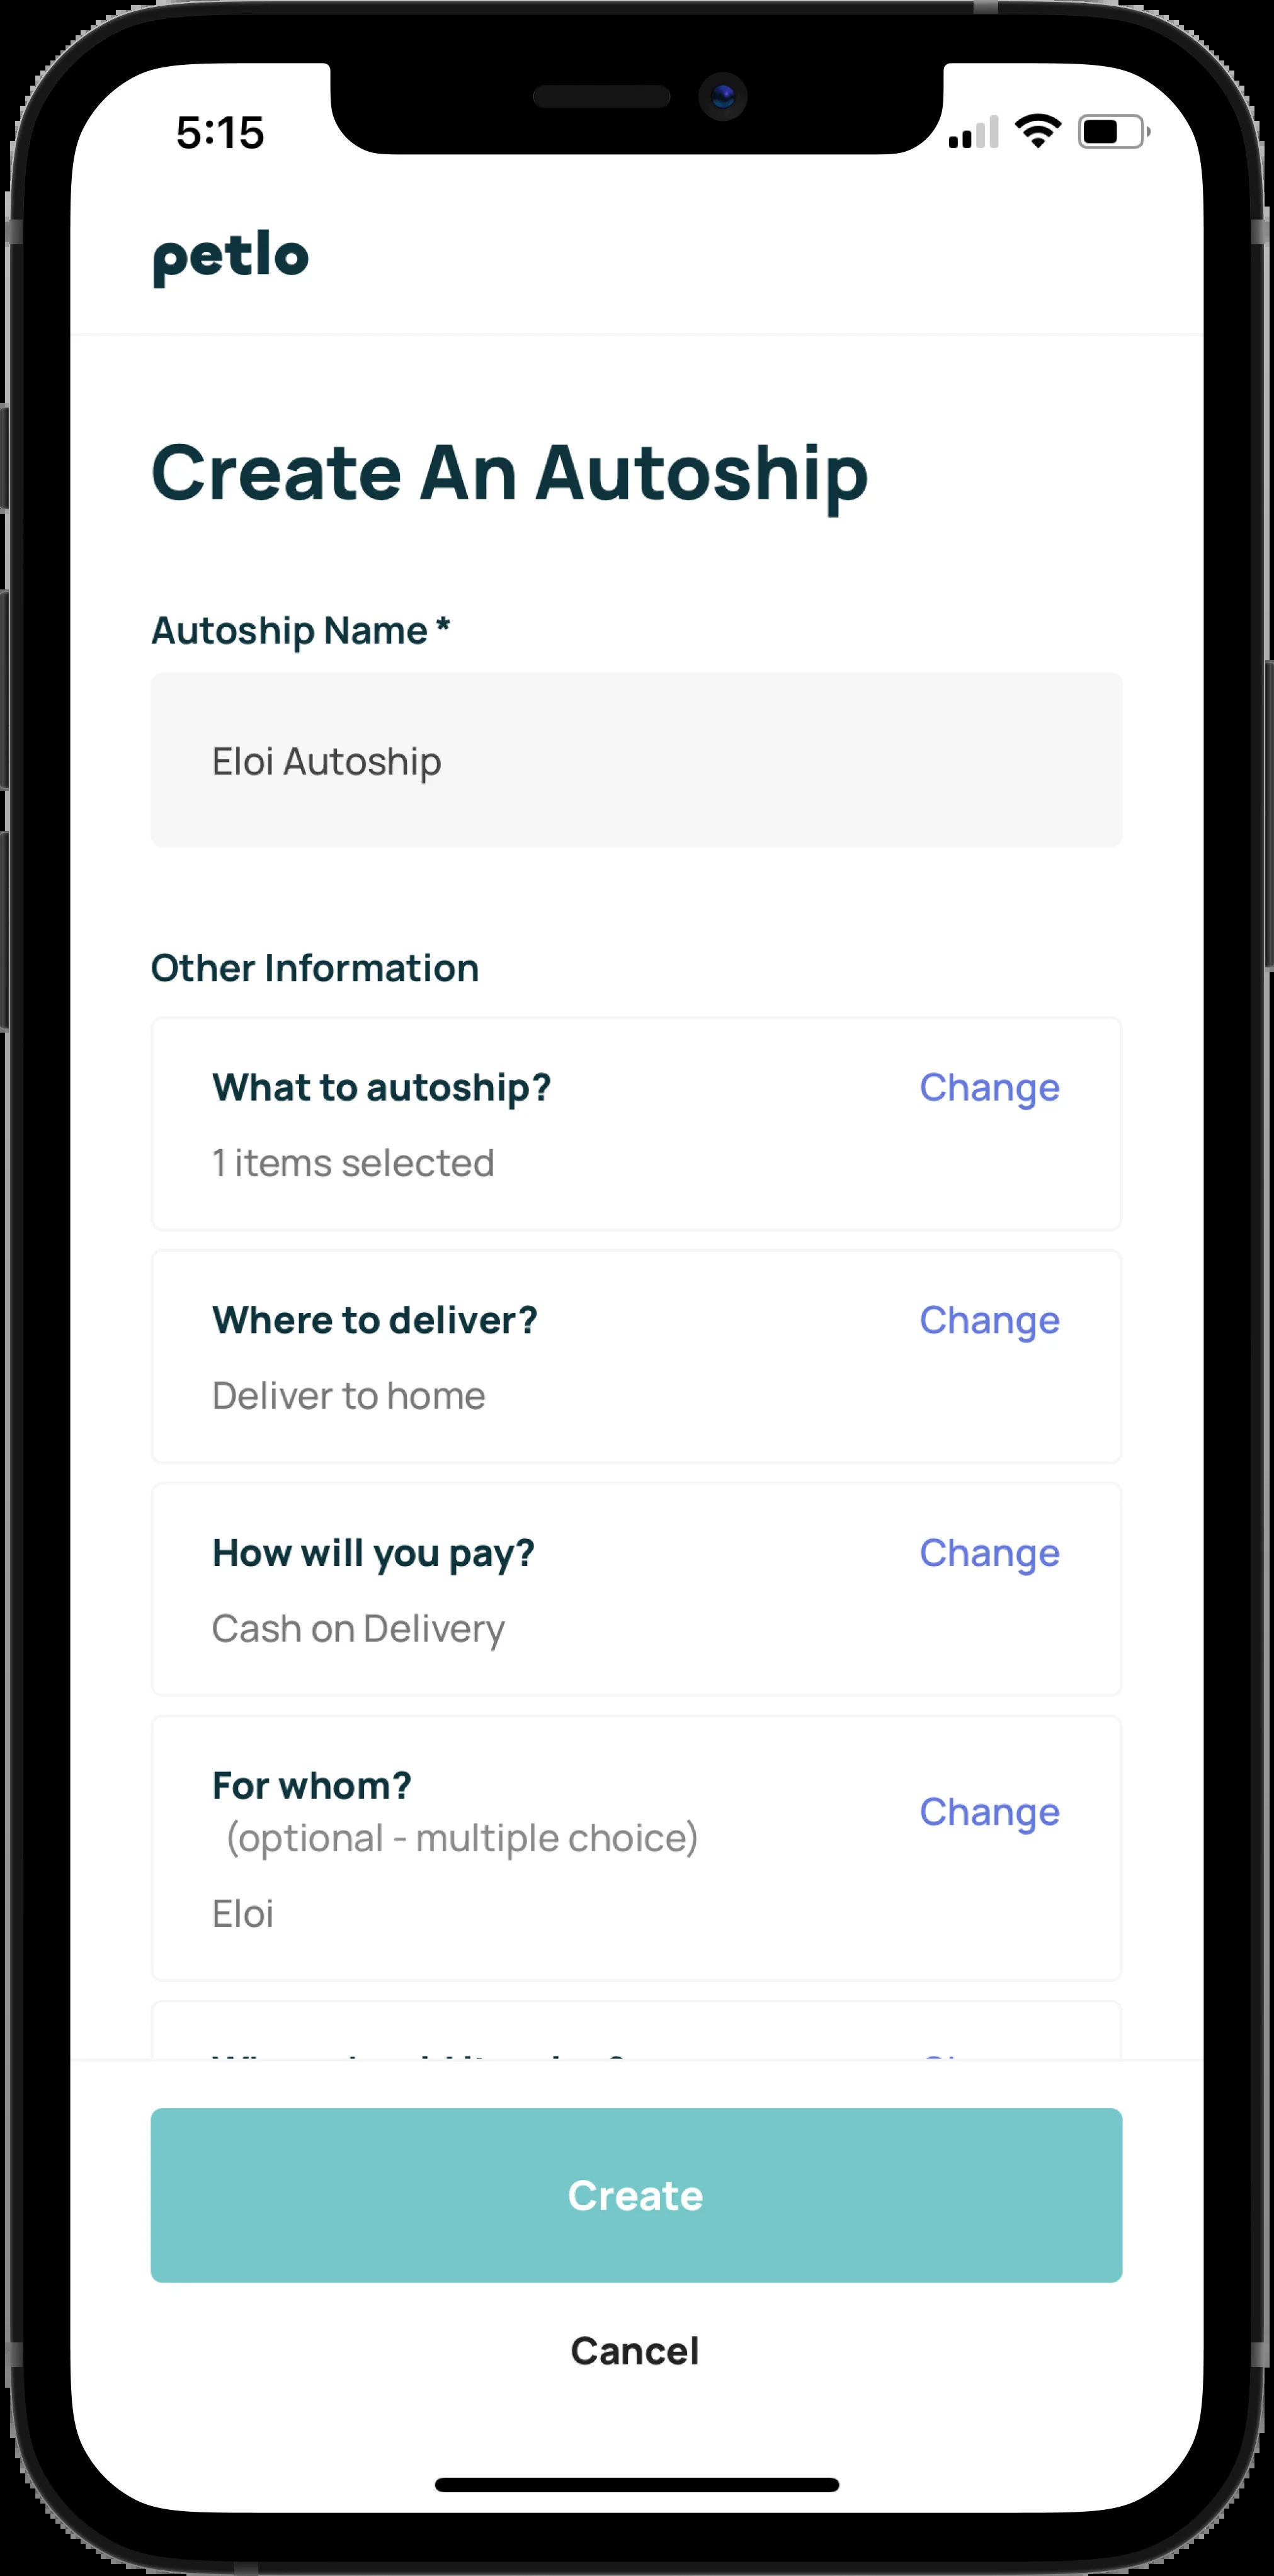 5:15
petlo
Create An Autoship
Autoship Name *
Eloi Autoship
Other Information
What to autoship?
Change
1 items selected
Where to deliver?
Change
Deliver to home
How will you pay?
Change
Cash on Delivery
For whom?
(optional - multiple choice)
Change
Eloi
Create
Cancel